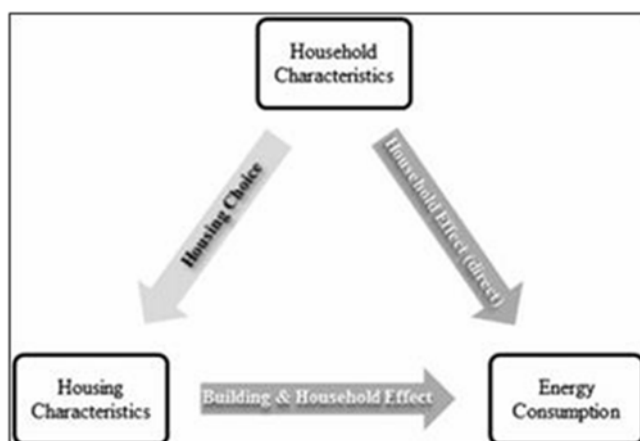 Household
Characteristics
Housing Choice
Household Effect (direct)
Housing
Characteristics
Building & Household Effect
Energy
Consumption